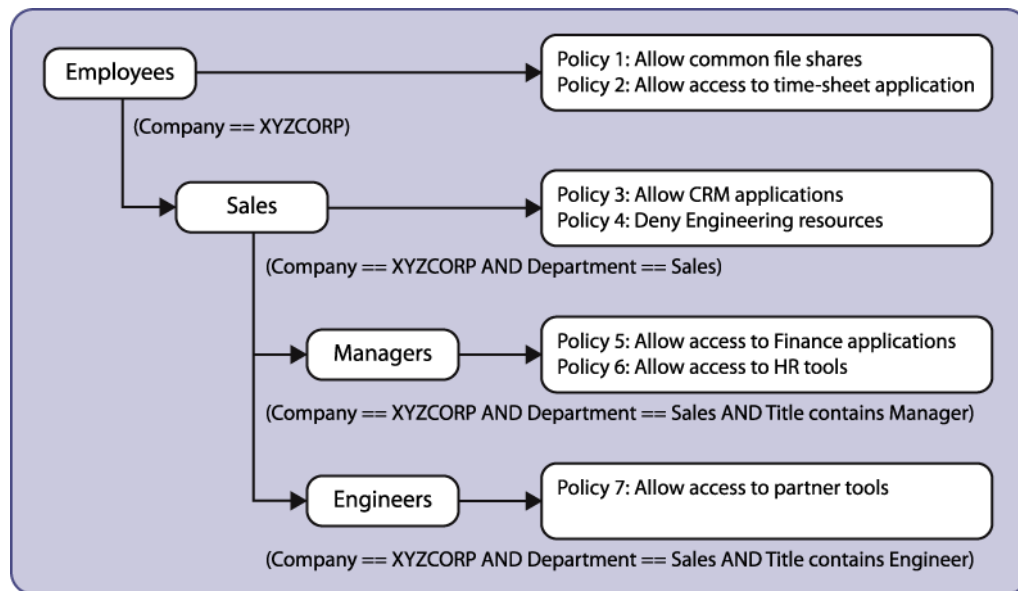 Employees
Policy 1: Allow common file shares
Policy 2: Allow access to time-sheet application
(Company == XYZCORP)
Sales
Policy 3: Allow CRM applications
Policy 4: Deny Engineering resources
(Company == XYZCORP AND Department == Sales)
Managers
Policy 5: Allow access to Finance applications
Policy 6: Allow access to HR tools
(Company == XYZCORP AND Department == Sales AND Title contains Manager)
Engineers
Policy 7: Allow access to partner tools
(Company == XYZCORP AND Department == Sales AND Title contains Engineer)